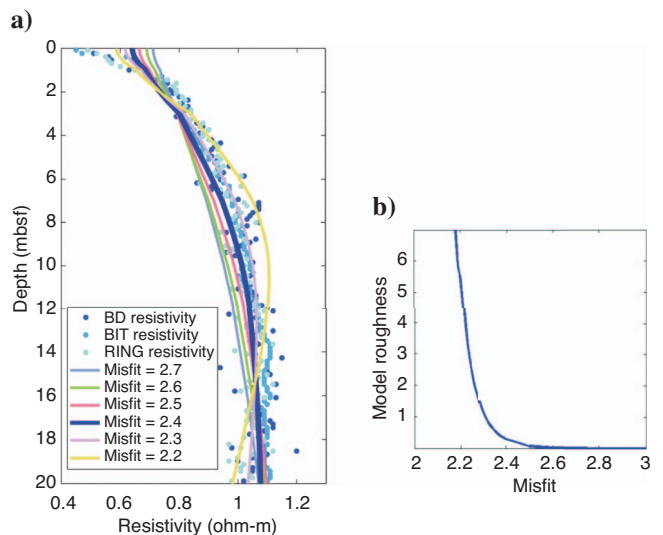 a)
0
2
4
6
8
10
12
14
16
18
20
Depth (mbsf)
BD resistivity
BIT resistivity
RING resistivity
Misfit = 2.7
Misfit = 2.6
Misfit = 2.5
Misfit = 2.4
Misfit = 2.3
Misfit = 2.2
0.4 0.6 0.8 1 1.2
Resistivity (ohm-m)
b)
6
5
4
3
2
1
Model roughness
2 2.2 2.4 2.6 2.8 3
Misfit